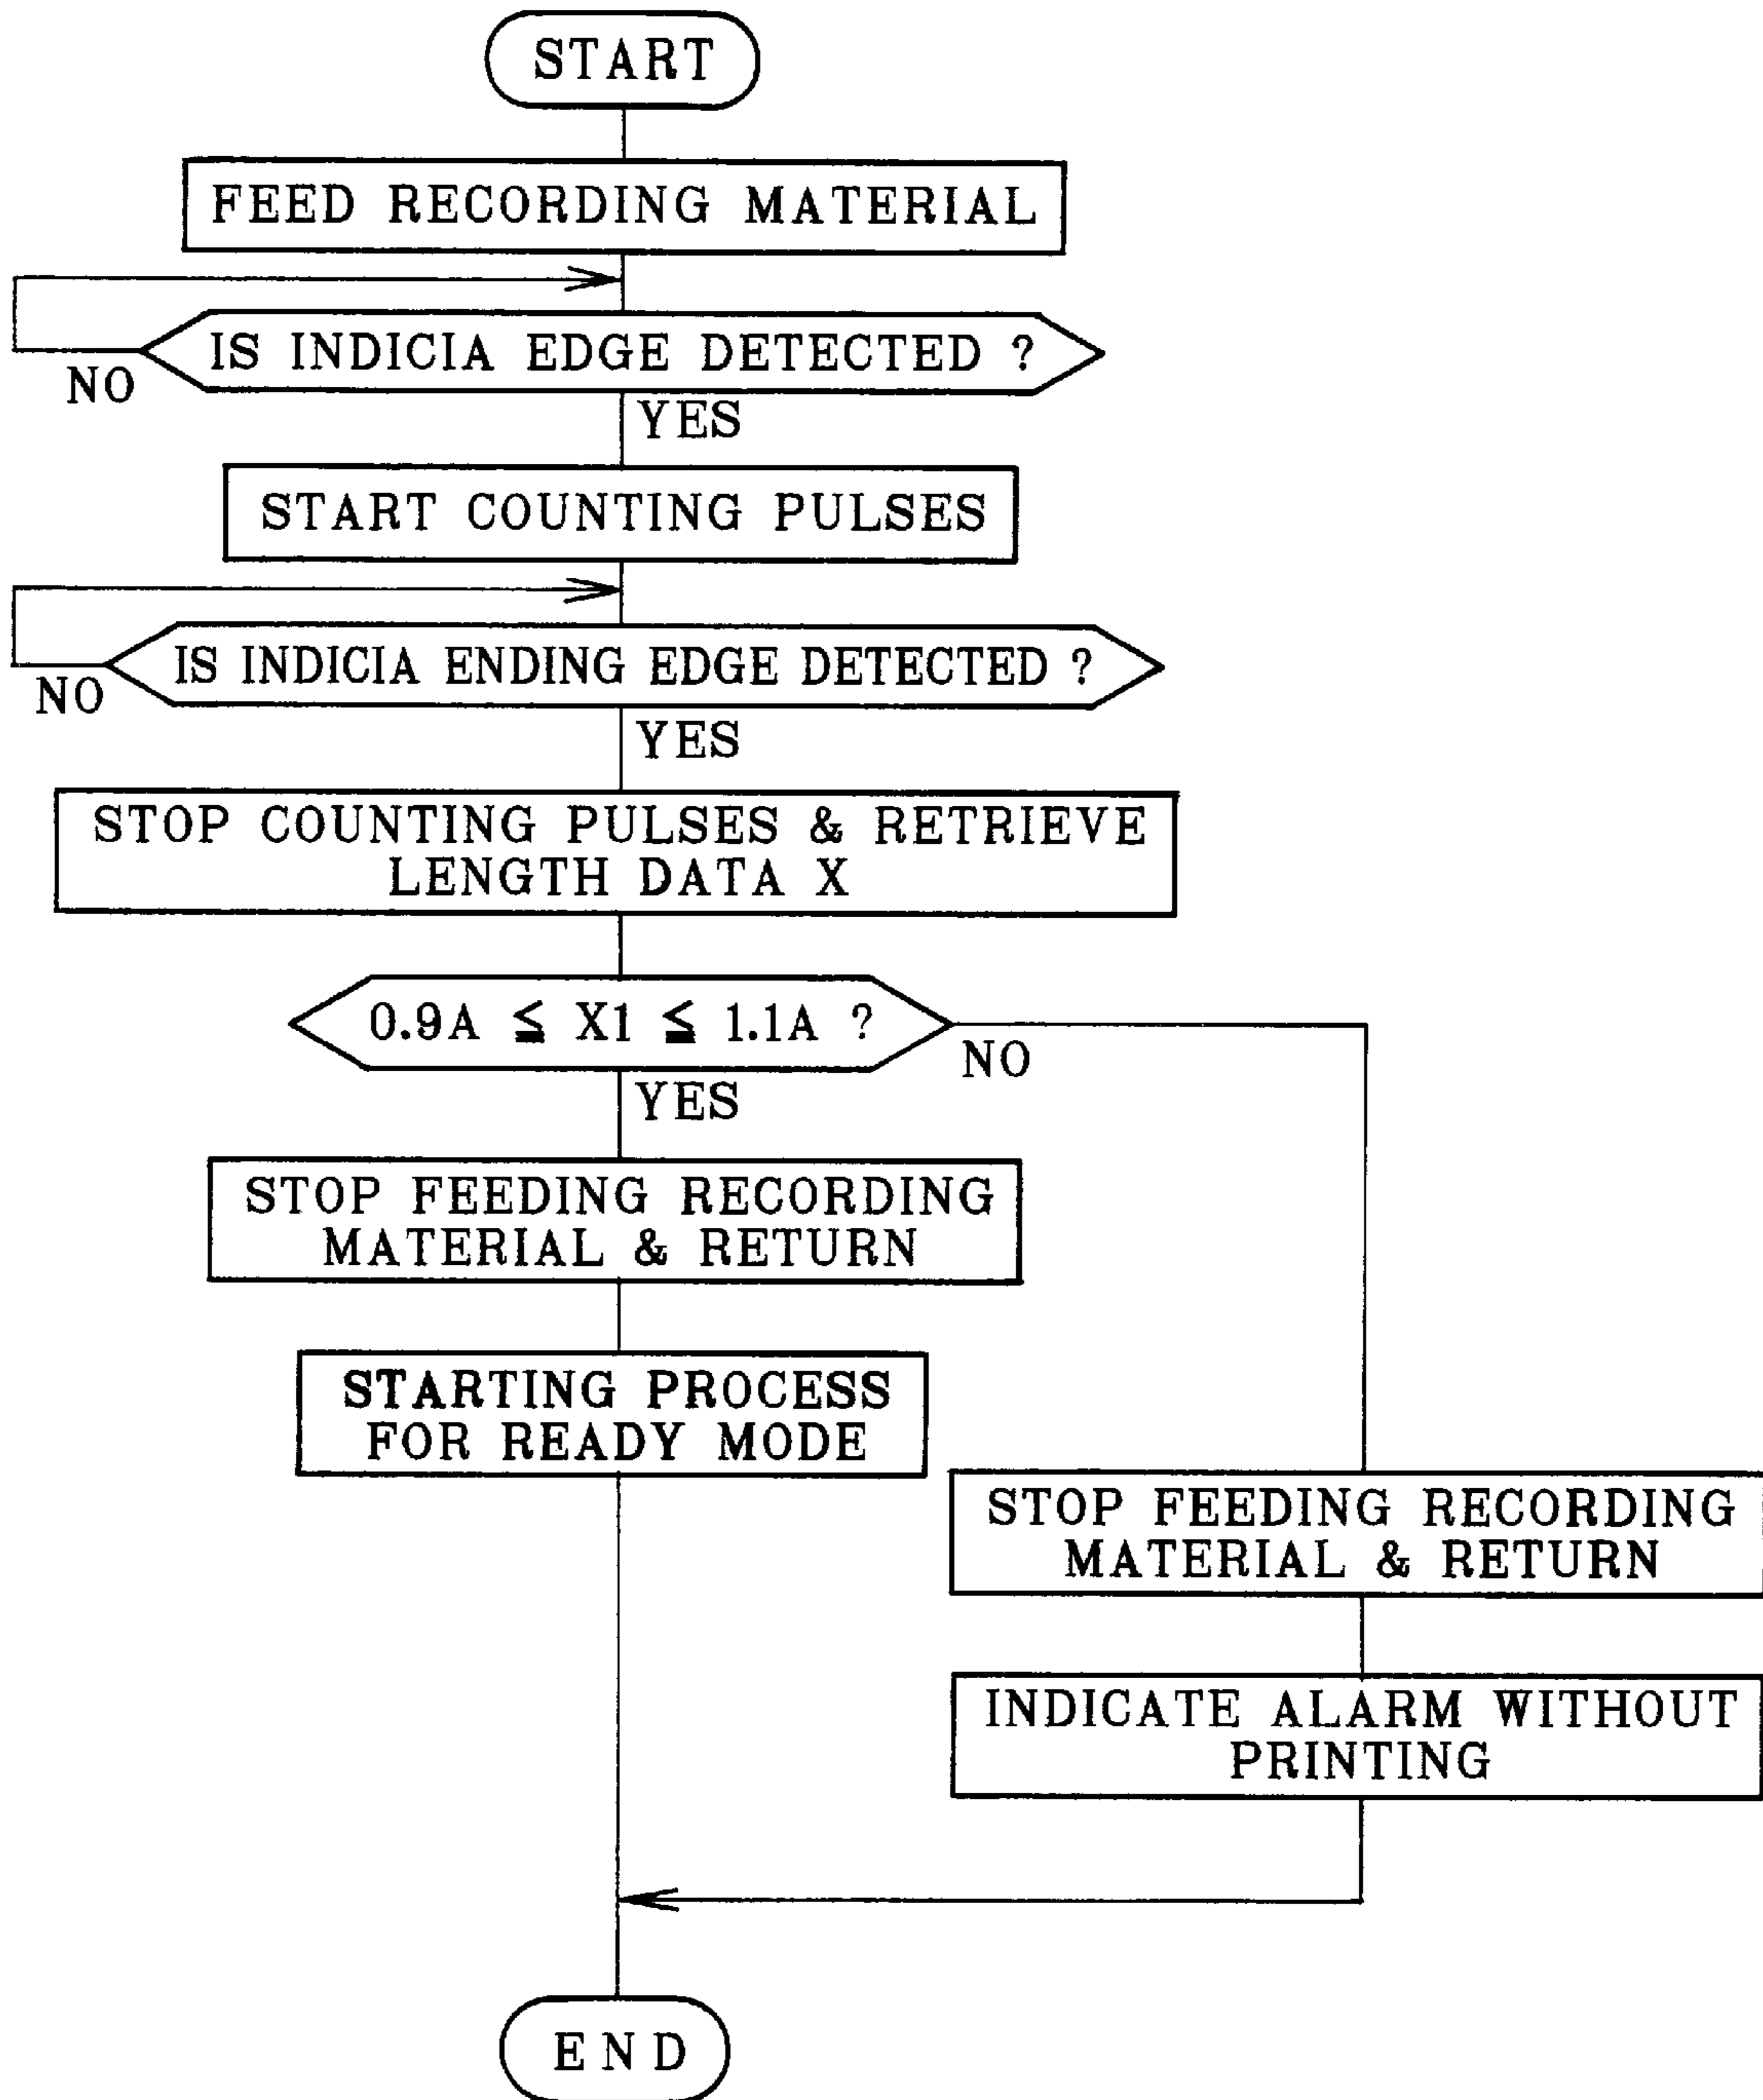 START
FEED RECORDING MATERIAL
IS INDICIA EDGE DETECTED ?
NO
YES
START COUNTING PULSES
IS INDICIA ENDING EDGE DETECTED ?
NO
YES
STOP COUNTING PULSES & RETRIEVE
LENGTH DATA X
0.9A ≦ X1 ≦ 1.1A ?
NO
YES
STOP FEEDING RECORDING
MATERIAL & RETURN
STARTING PROCESS
FOR READY MODE
STOP FEEDING RECORDING
MATERIAL & RETURN
INDICATE ALARM WITHOUT
PRINTING
END